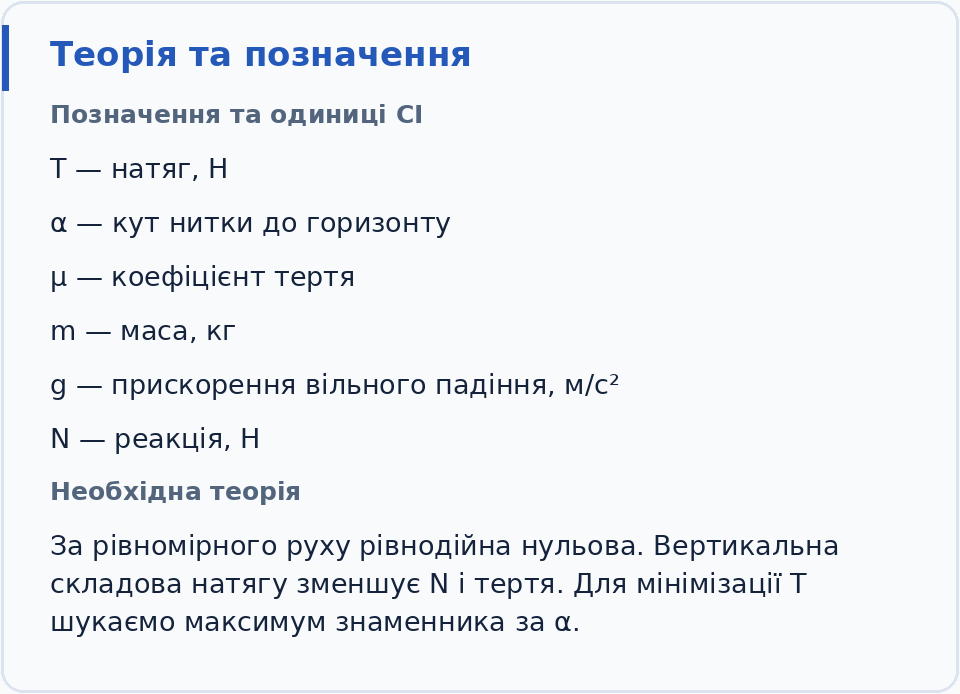 Теорія та позначення
Позначення та одиниці СІ
T — натяг, Н
α — кут нитки до горизонту
μ — коефіцієнт тертя
m — маса, кг
g — прискорення вільного падіння, м/с²
N — реакція, Н
Необхідна теорія
За рівномірного руху рівнодійна нульова. Вертикальна
складова натягу зменшує N і тертя. Для мінімізації T
шукаємо максимум знаменника за α.